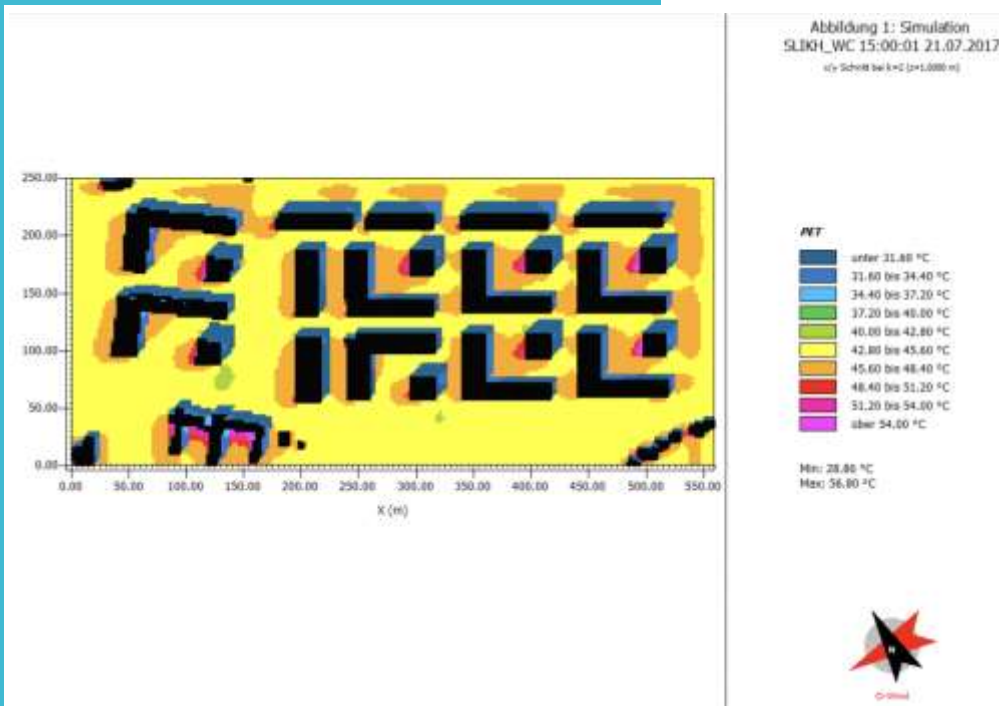 Abbildung 1: Simulation
SLIKH_WC 15:00:01 21.07.2017
x/y Schnitt bei k=2 (z=1.0000 m)
250.00
200.00
150.00
100.00
50.00
0.00
0.00 50.00 100.00 150.00 200.00 250.00 300.00 350.00 400.00 450.00 500.00 550.00
X (m)
PET
unter 31.60 °C
31.60 bis 34.40 °C
34.40 bis 37.20 °C
37.20 bis 40.00 °C
40.00 bis 42.80 °C
42.80 bis 45.60 °C
45.60 bis 48.40 °C
48.40 bis 51.20 °C
51.20 bis 54.00 °C
über 54.00 °C
Min: 28.80 °C
Max: 56.80 °C
N